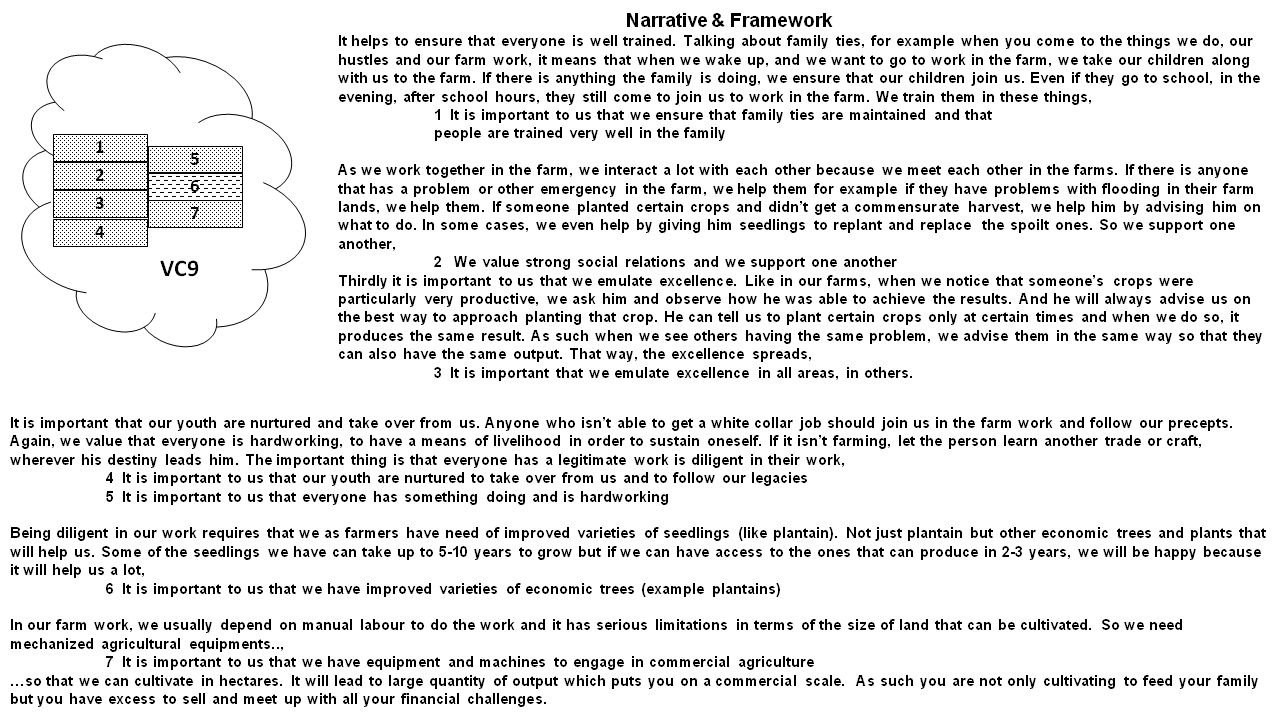 Narrative & Framework
It helps to ensure that everyone is well trained. Talking about family ties, for example when you come to the things we do, our
hustles and our farm work, it means that when we wake up, and we want to go to work in the farm, we take our children along
with us to the farm. If there is anything the family is doing, we ensure that our children join us. Even if they go to school, in the
evening, after school hours, they still come to join us to work in the farm. We train them in these things,
1 It is important to us that we ensure that family ties are maintained and that
people are trained very well in the family
As we work together in the farm, we interact a lot with each other because we meet each other in the farms. If there is anyone
that has a problem or other emergency in the farm, we help them for example if they have problems with flooding in their farm
lands, we help them. If someone planted certain crops and didn't get a commensurate harvest, we help him by advising him on
what to do. In some cases, we even help by giving him seedlings to replant and replace the spoilt ones. So we support one
another,
2 We value strong social relations and we support one another
Thirdly it is important to us that we emulate excellence. Like in our farms, when we notice that someone's crops were
particularly very productive, we ask him and observe how he was able to achieve the results. And he will always advise us on
the best way to approach planting that crop. He can tell us to plant certain crops only at certain times and when we do so, it
produces the same result. As such when we see others having the same problem, we advise them in the same way so that they
can also have the same output. That way, the excellence spreads,
3 It is important that we emulate excellence in all areas, in others.
1
2
3
4
5
6
7
VC9
It is important that our youth are nurtured and take over from us. Anyone who isn't able to get a white collar job should join us in the farm work and follow our precepts.
Again, we value that everyone is hardworking, to have a means of livelihood in order to sustain oneself. If it isn't farming, let the person learn another trade or craft,
wherever his destiny leads him. The important thing is that everyone has a legitimate work is diligent in their work,
4 It is important to us that our youth are nurtured to take over from us and to follow our legacies
5 It is important to us that everyone has something doing and is hardworking
Being diligent in our work requires that we as farmers have need of improved varieties of seedlings (like plantain). Not just plantain but other economic trees and plants that
will help us. Some of the seedlings we have can take up to 5-10 years to grow but if we can have access to the ones that can produce in 2-3 years, we will be happy because
it will help us a lot,
6 It is important to us that we have improved varieties of economic trees (example plantains)
In our farm work, we usually depend on manual labour to do the work and it has serious limitations in terms of the size of land that can be cultivated. So we need
mechanized agricultural equipments..,
7 It is important to us that we have equipment and machines to engage in commercial agriculture
…so that we can cultivate in hectares. It will lead to large quantity of output which puts you on a commercial scale. As such you are not only cultivating to feed your family
but you have excess to sell and meet up with all your financial challenges.